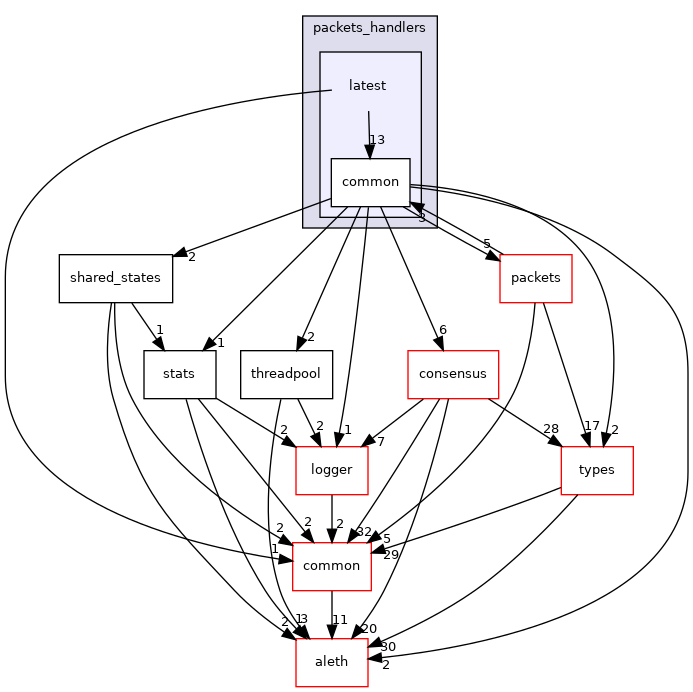 packets_handlers
latest
13
common
3
5
2
shared_states
packets
1
1
2
6
stats
threadpool
consensus
2
2
1
7
28
17
2
logger
types
2
2
2
32
5
1
29
common
2
1
3
11
20
30
2
aleth